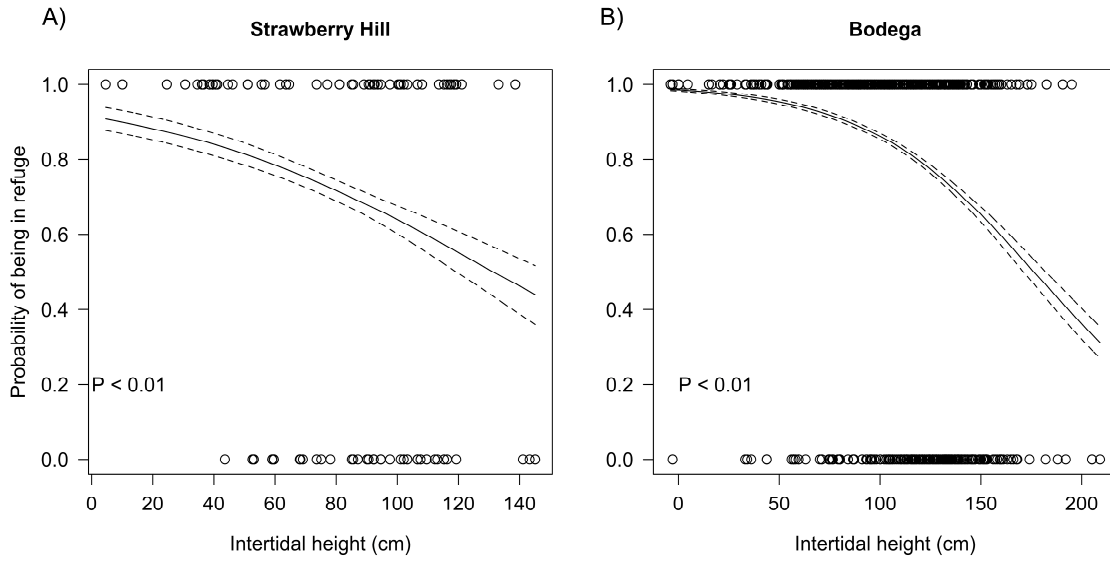 A)
Strawberry Hill
Probability of being in refuge
1.0
0.8
0.6
0.4
0.2
0.0
P < 0.01
0 20 40 60 80 100 120 140
Intertidal height (cm)
B)
Bodega
1.0
0.8
0.6
0.4
0.2
0.0
P < 0.01
0 50 100 150 200
Intertidal height (cm)